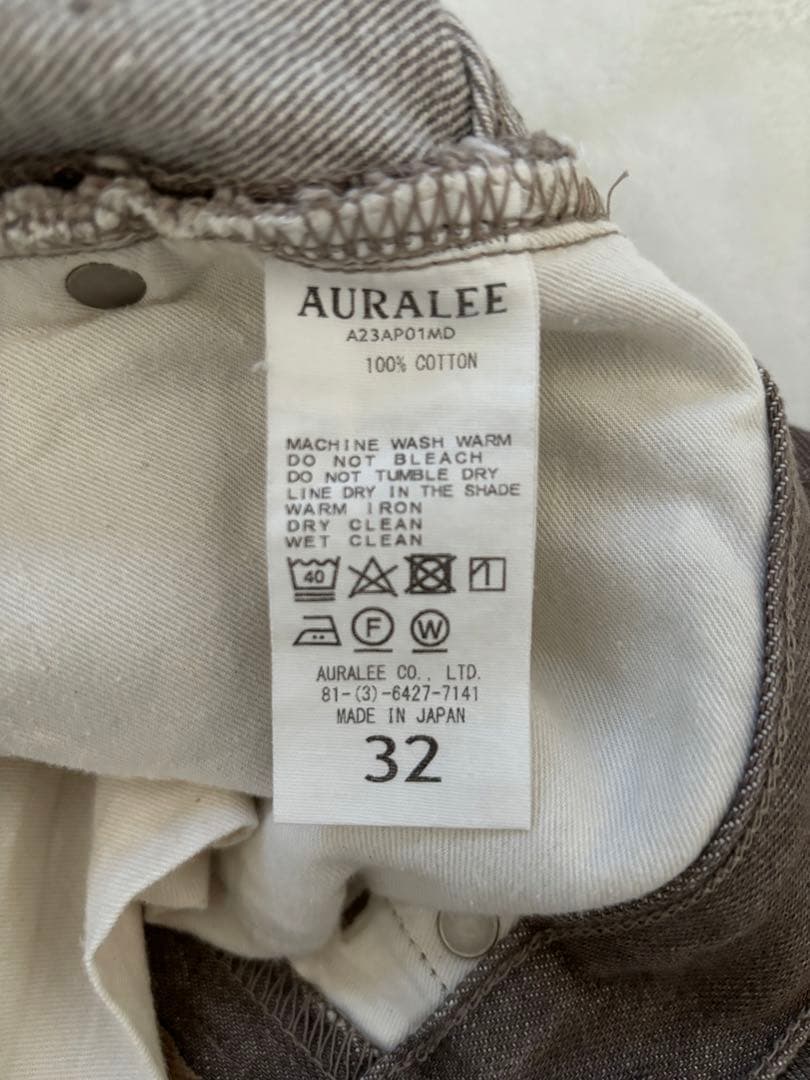 AURALEE
A23AP01MD
100% COTTON
MACHINE WASH WARM
DO NOT BLEACH
DO NOT TUMBLE DRY
LINE DRY IN THE SHADE
WARM IRON
DRY CLEAN
WET CLEAN
40
F W
AURALEE CO., LTD.
81-(3)-6427-7141
MADE IN JAPAN
32